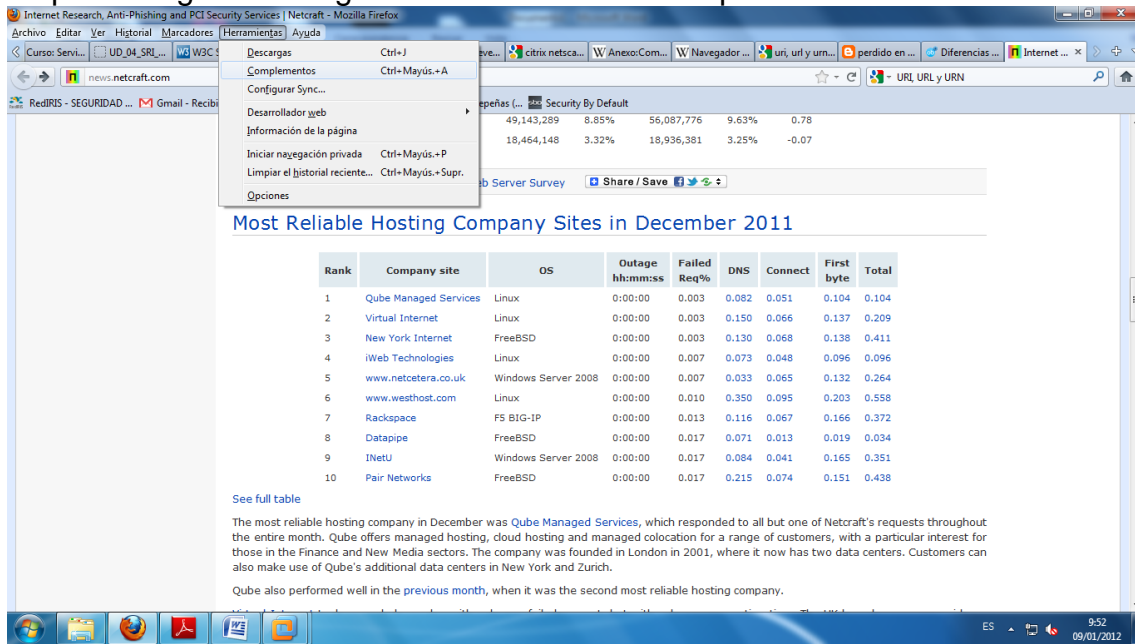 Internet Research, Anti-Phishing and PCI Security Services | Netcraft - Mozilla Firefox
Archivo Editar Ver Historial Marcadores Herramientas Ayuda
Curso: Servi... UD_04_SRI_... W3C citrix netsca... Anexo:Com... Navegador ... uri, url y urn... perdido en ... Diferencias ... Internet ...
news.netcraft.com URI, URL y URN
RedIRIS - SEGURIDAD ... Gmail - Recibi Security By Default
Descargas Ctrl+J
Complementos Ctrl+Mayús.+A
Configurar Sync...
Desarrollador web
Información de la página
Iniciar navegación privada Ctrl+Mayús.+P
Limpiar el historial reciente... Ctrl+Mayús.+Supr.
Opciones
49,143,289 8.85% 56,087,776 9.63% 0.78
18,464,148 3.32% 18,936,381 3.25% -0.07
Server Survey Share / Save
Most Reliable Hosting Company Sites in December 2011
Rank Company site OS Outage hh:mm:ss Failed Req% DNS Connect First byte Total
1 Qube Managed Services Linux 0:00:00 0.003 0.082 0.051 0.104 0.104
2 Virtual Internet Linux 0:00:00 0.003 0.150 0.066 0.137 0.209
3 New York Internet FreeBSD 0:00:00 0.003 0.130 0.068 0.138 0.411
4 iWeb Technologies Linux 0:00:00 0.007 0.073 0.048 0.096 0.096
5 www.netcetera.co.uk Windows Server 2008 0:00:00 0.007 0.033 0.065 0.132 0.264
6 www.westhost.com Linux 0:00:00 0.010 0.350 0.095 0.203 0.558
7 Rackspace F5 BIG-IP 0:00:00 0.013 0.116 0.067 0.166 0.372
8 Datapipe FreeBSD 0:00:00 0.017 0.071 0.013 0.019 0.034
9 INetU Windows Server 2008 0:00:00 0.017 0.084 0.041 0.165 0.351
10 Pair Networks FreeBSD 0:00:00 0.017 0.215 0.074 0.151 0.438
See full table
The most reliable hosting company in December was Qube Managed Services, which responded to all but one of Netcraft's requests throughout
the entire month. Qube offers managed hosting, cloud hosting and managed colocation for a range of customers, with a particular interest for
those in the Finance and New Media sectors. The company was founded in London in 2001, where it now has two data centers. Customers can
also make use of Qube's additional data centers in New York and Zurich.
Qube also performed well in the previous month, when it was the second most reliable hosting company.
ES 9:52
09/01/2012